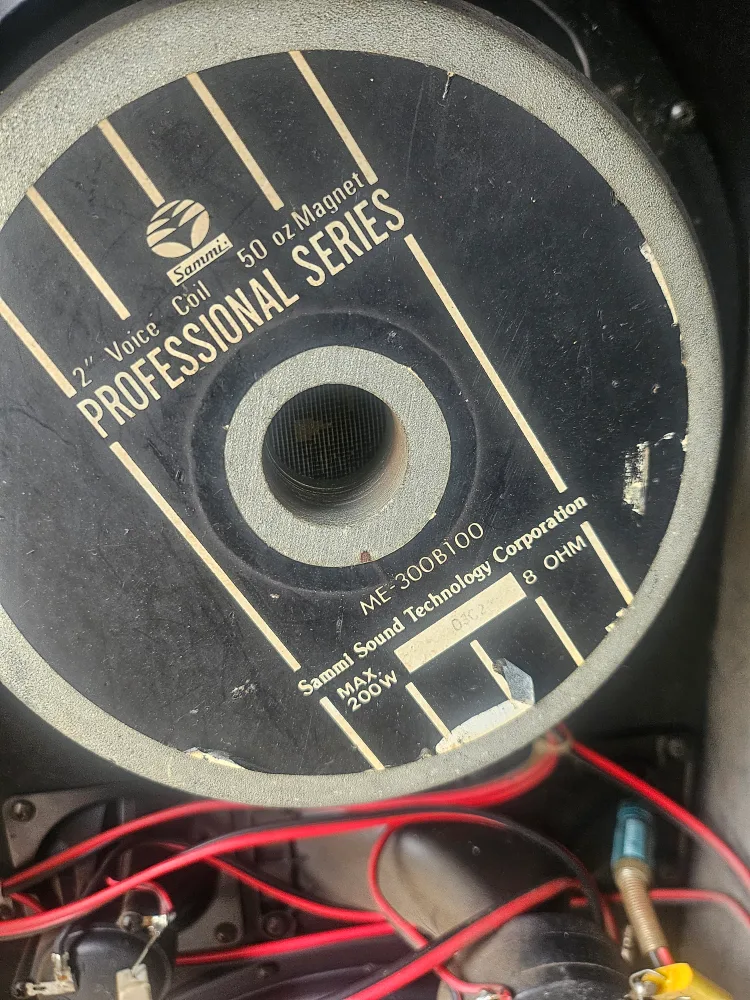 Sammi.
2" Voice Coil 50 oz Magnet
PROFESSIONAL SERIES
ME-300B100
Sammi Sound Technology Corporation
MAX. 200W
8 OHM